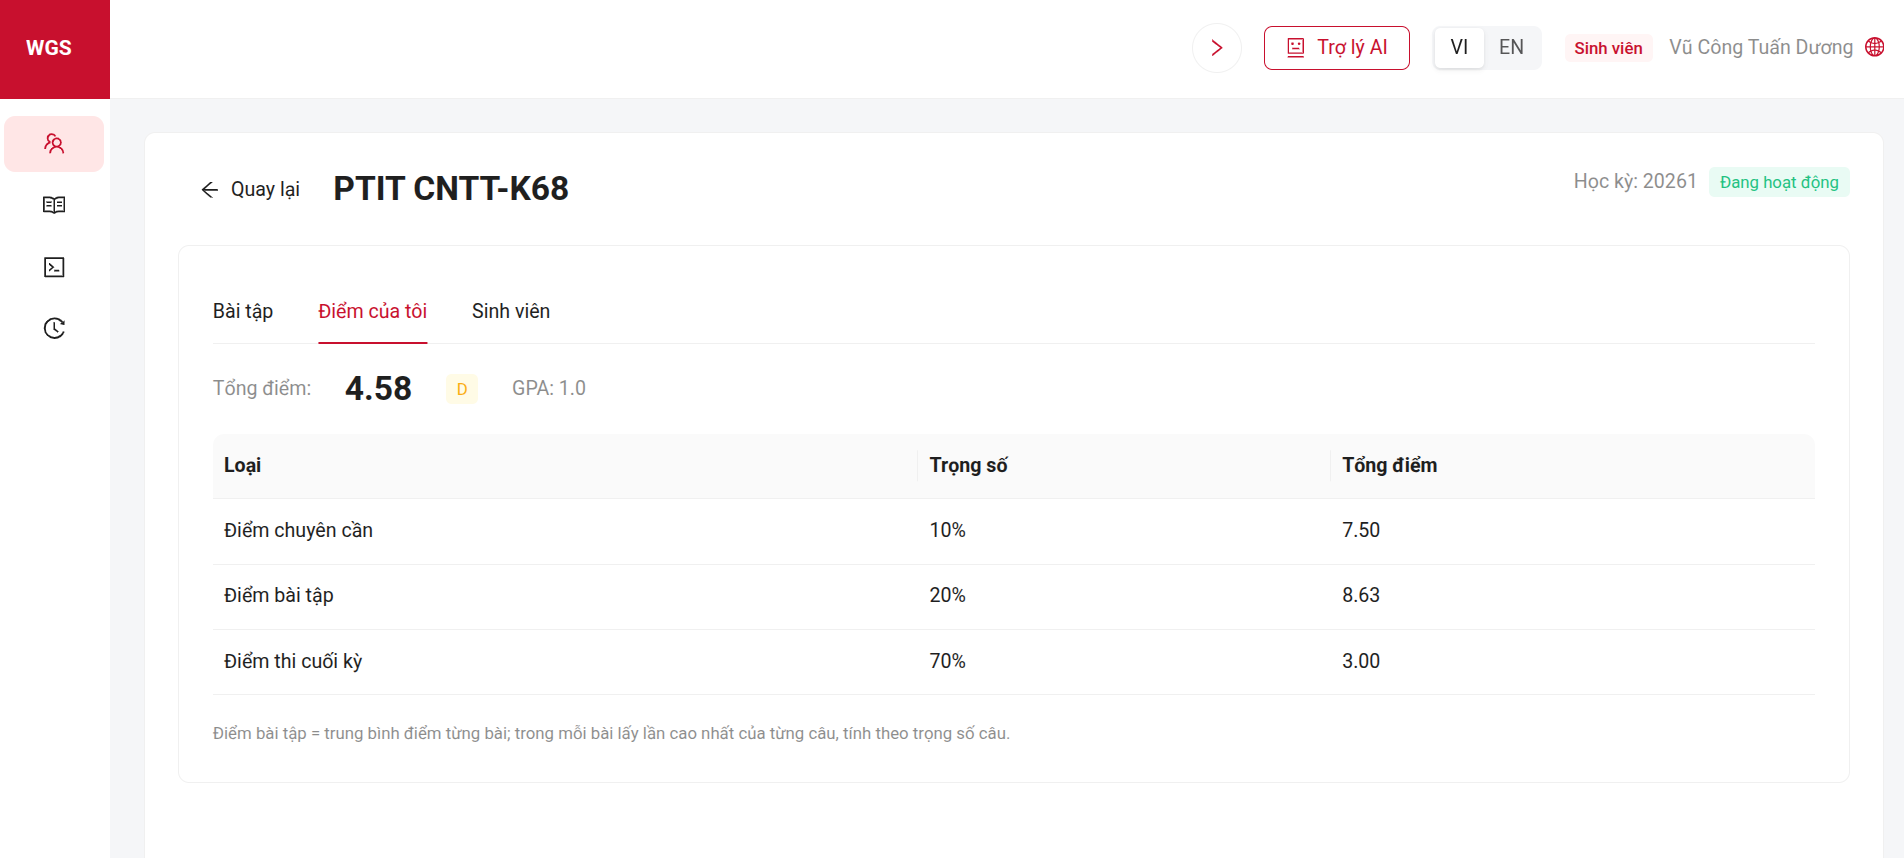 WGS
Trợ lý AI
VI EN
Sinh viên
Vũ Công Tuấn Dương
Quay lại
PTIT CNTT-K68
Học kỳ: 20261
Đang hoạt động
Bài tập
Điểm của tôi
Sinh viên
Tổng điểm: 4.58 D GPA: 1.0
Loại Trọng số Tổng điểm
Điểm chuyên cần 10% 7.50
Điểm bài tập 20% 8.63
Điểm thi cuối kỳ 70% 3.00
Điểm bài tập = trung bình điểm từng bài; trong mỗi bài lấy lần cao nhất của từng câu, tính theo trọng số câu.